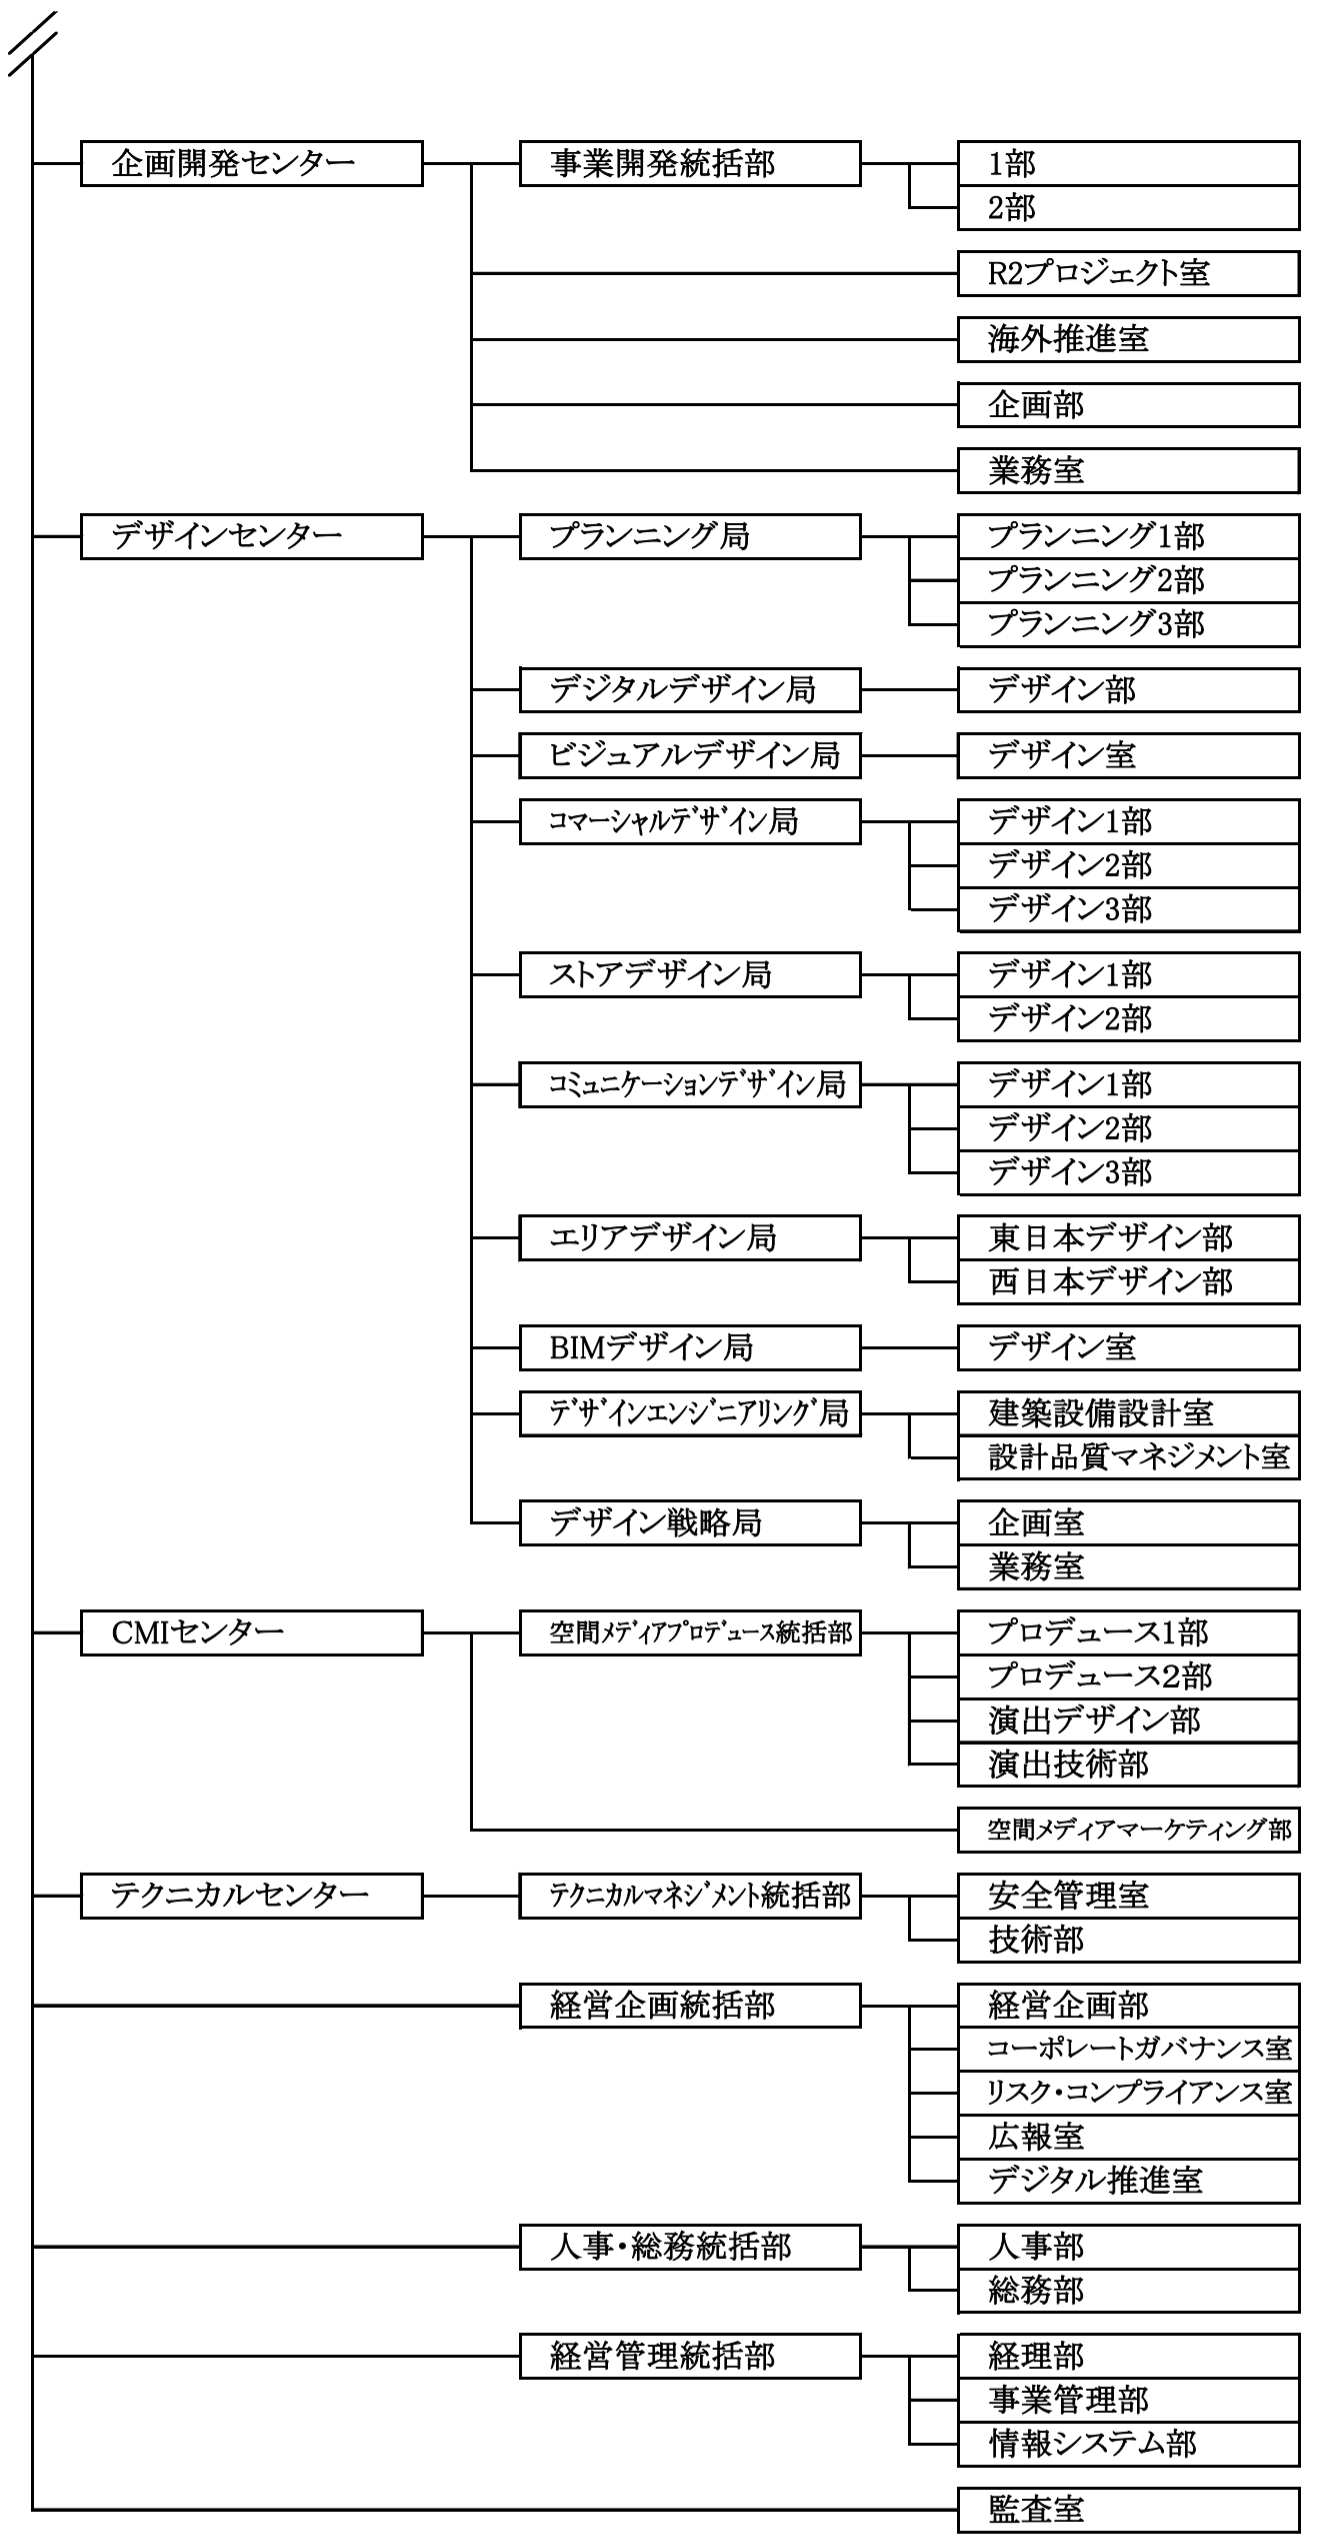 企画開発センター 事業開発統括部 1部
2部
R2プロジェクト室
海外推進室
企画部
業務室
デザインセンター プランニング局 プランニング1部
プランニング2部
プランニング3部
デジタルデザイン局 デザイン部
ビジュアルデザイン局 デザイン室
コマーシャルﾃﾞｻﾞイン局 デザイン1部
デザイン2部
デザイン3部
ストアデザイン局 デザイン1部
デザイン2部
ｺﾐｭﾆｹｰｼｮﾝﾃﾞｻﾞｲﾝ局 デザイン1部
デザイン2部
デザイン3部
エリアデザイン局 東日本デザイン部
西日本デザイン部
BIMデザイン局 デザイン室
ﾃﾞｻﾞｲﾝｴﾝｼﾞﾆｱﾘﾝｸﾞ局 建築設備設計室
設計品質マネジメント室
デザイン戦略局 企画室
業務室
CMIセンター 空間ﾒﾃﾞｨｱﾌﾟﾛﾃﾞｭｰｽ統括部 プロデュース1部
プロデュース２部
演出デザイン部
演出技術部
空間メディアマーケティング部
テクニカルセンター ﾃｸﾆｶﾙﾏﾈｼﾞﾒﾝﾄ統括部 安全管理室
技術部
経営企画統括部 経営企画部
コーポレートガバナンス室
リスク・コンプライアンス室
広報室
デジタル推進室
人事・総務統括部 人事部
総務部
経営管理統括部 経理部
事業管理部
情報システム部
監査室